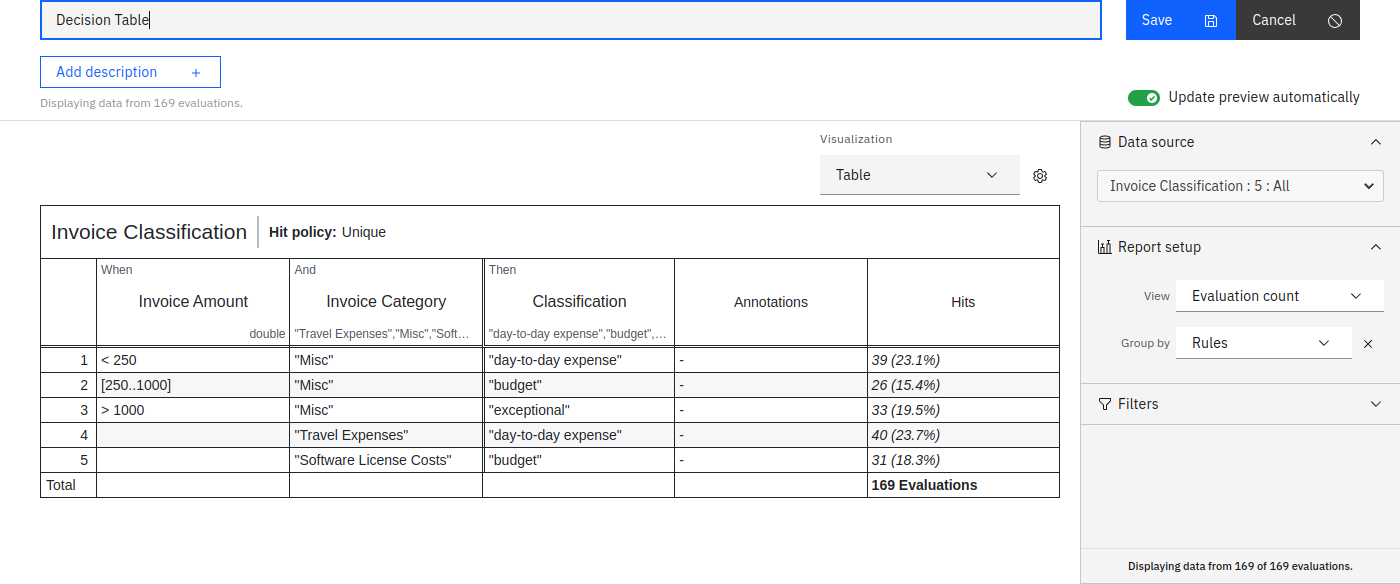 Decision Table
Save
Cancel
Add description +
Displaying data from 169 evaluations.
Update preview automatically
Visualization
Table
Data source
Invoice Classification : 5 : All
Report setup
View Evaluation count
Group by Rules
Filters
Displaying data from 169 of 169 evaluations.
Invoice Classification Hit policy: Unique
When And Then
Invoice Amount Invoice Category Classification Annotations Hits
double "Travel Expenses","Misc","Soft… "day-to-day expense","budget",…
1 < 250 "Misc" "day-to-day expense" - 39 (23.1%)
2 [250..1000] "Misc" "budget" - 26 (15.4%)
3 > 1000 "Misc" "exceptional" - 33 (19.5%)
4 "Travel Expenses" "day-to-day expense" - 40 (23.7%)
5 "Software License Costs" "budget" - 31 (18.3%)
Total 169 Evaluations